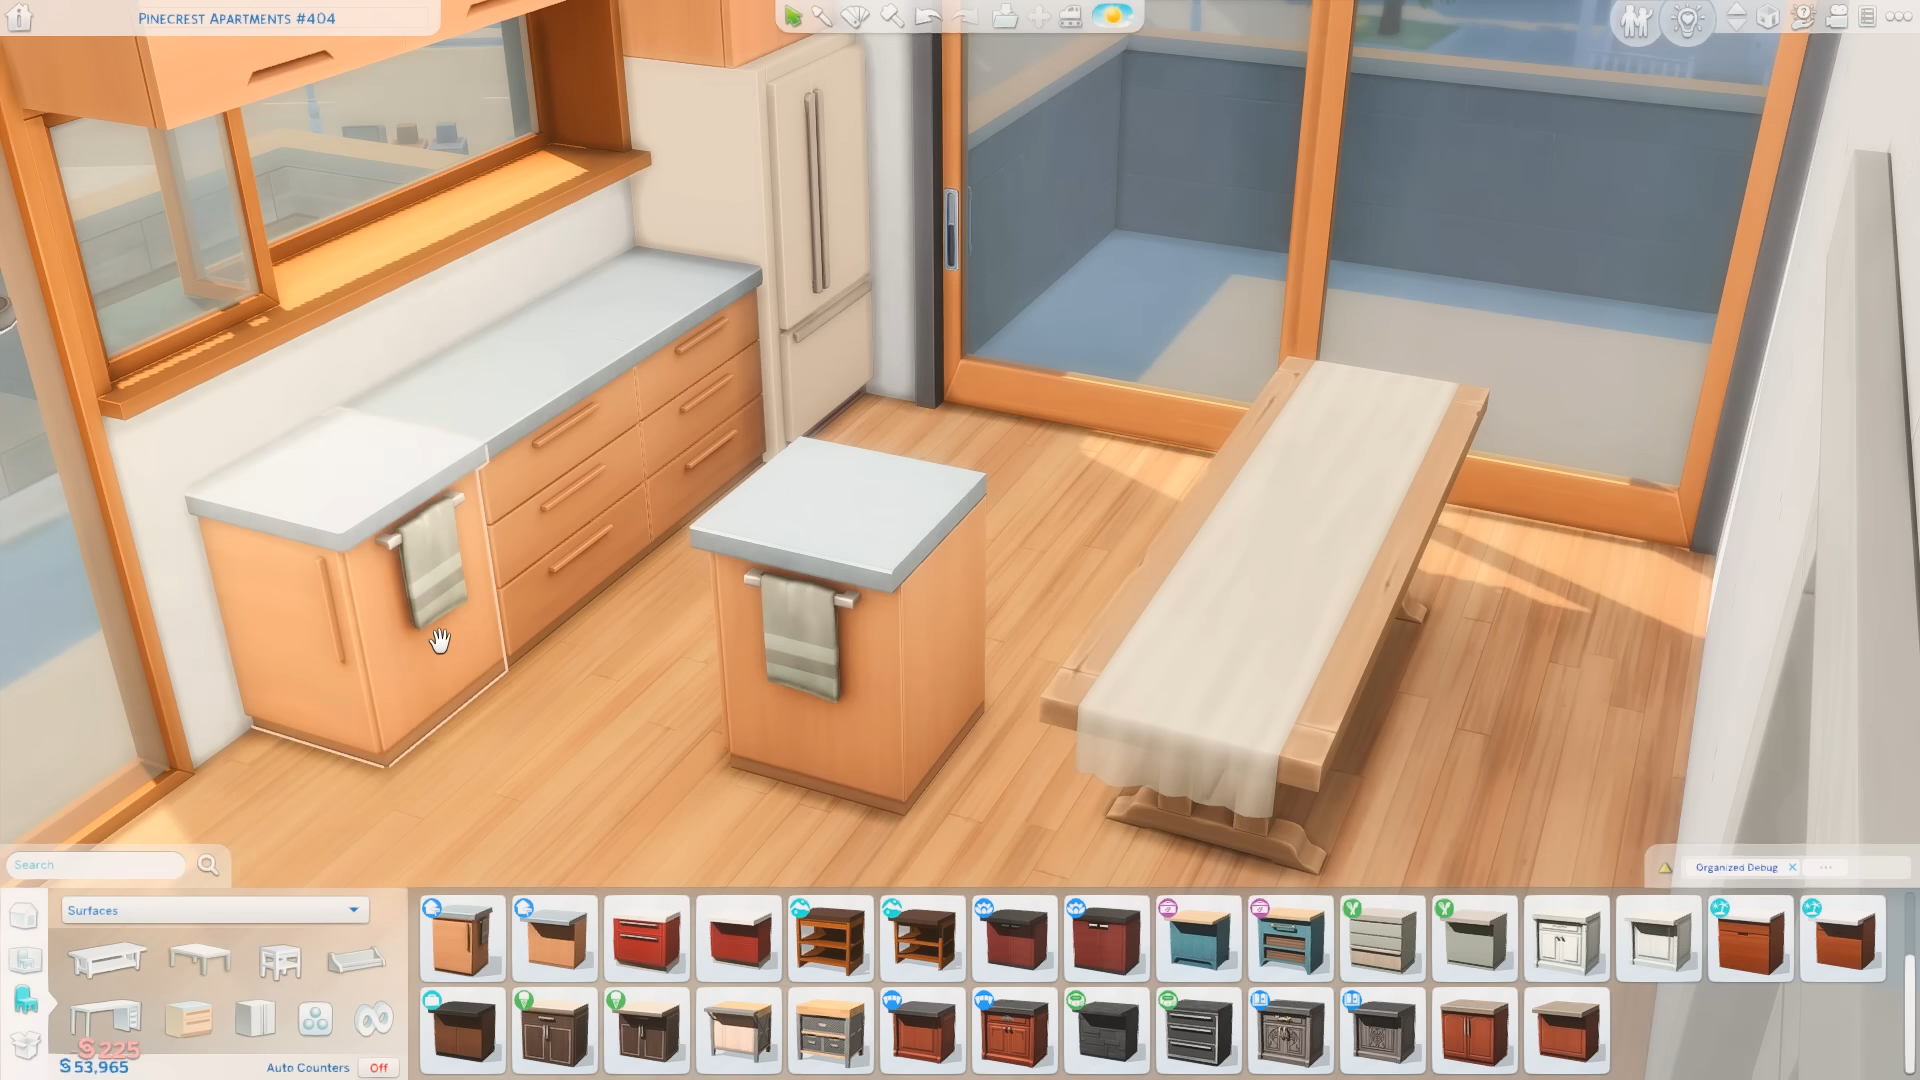 Pinecrest Apartments #404
Search
Organized Debug
Surfaces
§225
§53,965
Auto Counters Off